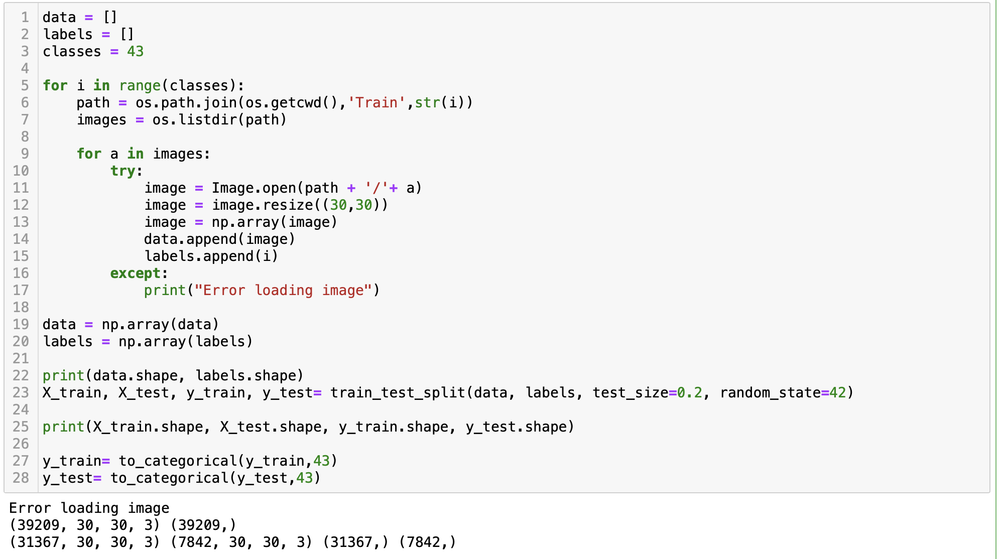 1 data = []
2 labels = []
3 classes = 43
4
5 for i in range(classes):
6     path = os.path.join(os.getcwd(),'Train',str(i))
7     images = os.listdir(path)
8
9     for a in images:
10         try:
11             image = Image.open(path + '/'+ a)
12             image = image.resize((30,30))
13             image = np.array(image)
14             data.append(image)
15             labels.append(i)
16         except:
17             print("Error loading image")
18
19 data = np.array(data)
20 labels = np.array(labels)
21
22 print(data.shape, labels.shape)
23 X_train, X_test, y_train, y_test= train_test_split(data, labels, test_size=0.2, random_state=42)
24
25 print(X_train.shape, X_test.shape, y_train.shape, y_test.shape)
26
27 y_train= to_categorical(y_train,43)
28 y_test= to_categorical(y_test,43)
Error loading image
(39209, 30, 30, 3) (39209,)
(31367, 30, 30, 3) (7842, 30, 30, 3) (31367,) (7842,)